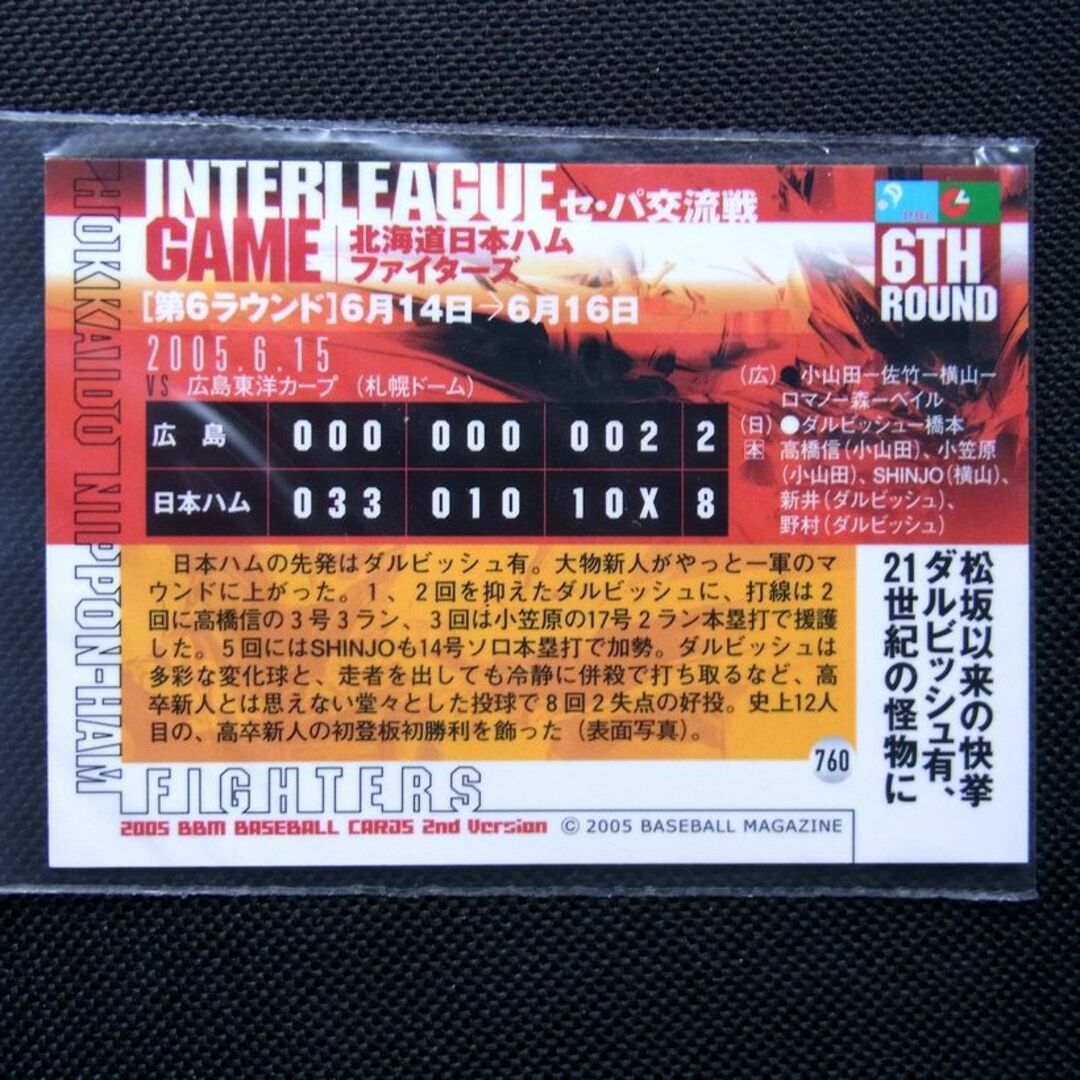 HOKKAIDO NIPPON-HAM
INTERLEAGUE セ・パ交流戦
GAME
北海道日本ハム
ファイターズ
6TH
ROUND
[第6ラウンド]6月14日→6月16日
2005.6.15
VS 広島東洋カープ (札幌ドーム)
広島 000 000 002 2
日本ハム 033 010 10X 8
(広) 小山田ー佐竹ー横山ー
ロマノー森ーベイル
(日) ●ダルビッシュー橋本
本 高橋信(小山田)、小笠原
(小山田)、SHINJO(横山)、
新井(ダルビッシュ)、
野村(ダルビッシュ)
日本ハムの先発はダルビッシュ有。大物新人がやっと一軍のマ
ウンドに上がった。1、2回を抑えたダルビッシュに、打線は2
回に高橋信の3号3ラン、3回は小笠原の17号2ラン本塁打で援護
した。5回にはSHINJOも14号ソロ本塁打で加勢。ダルビッシュは
多彩な変化球と、走者を出しても冷静に併殺で打ち取るなど、高
卒新人とは思えない堂々とした投球で8回2失点の好投。史上12人
目の、高卒新人の初登板初勝利を飾った(表面写真)。
松坂以来の快挙
ダルビッシュ有、
21世紀の怪物に
760
FIGHTERS
2005 BBM BASEBALL CARDS 2nd Version © 2005 BASEBALL MAGAZINE